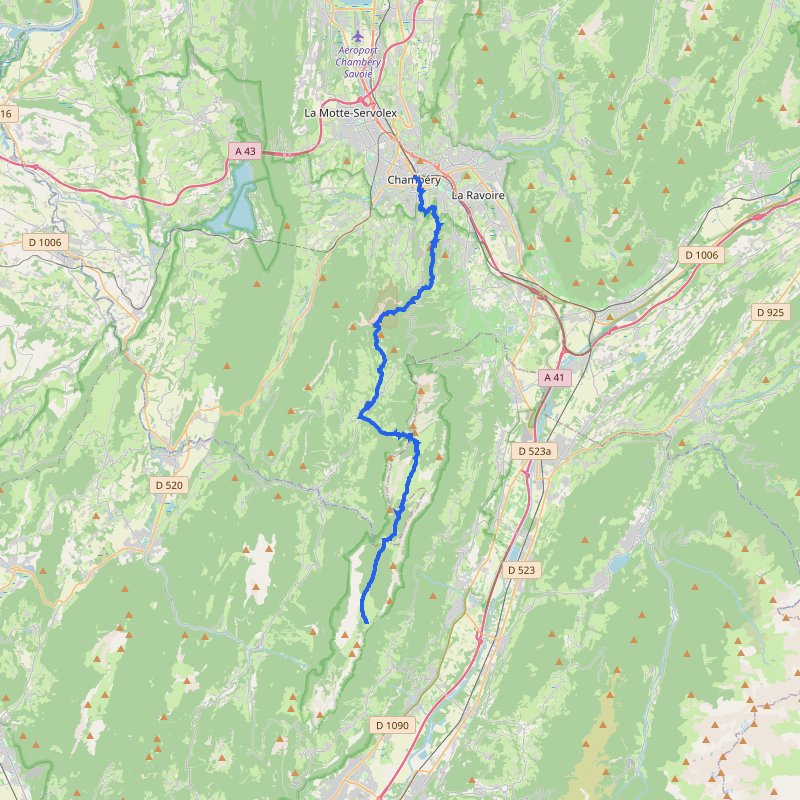 Aéroport
Chambéry
Savoie
La Motte-Servolex
16
A 43
Chambéry
La Ravoire
D 1006
D 1006
D 925
A 41
D 523a
D 520
D 523
D 1090